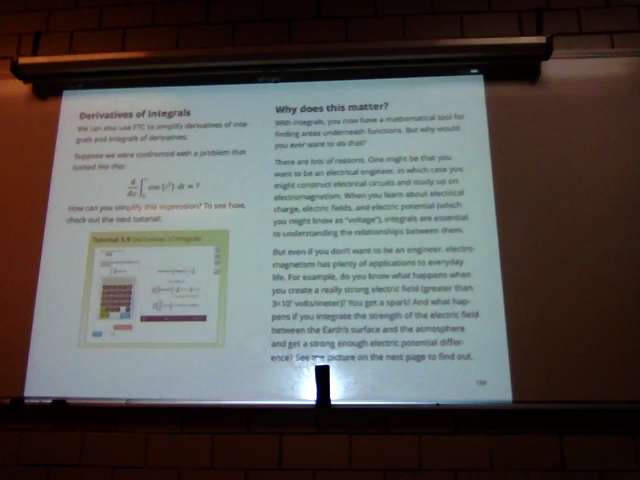 Derivatives of integrals
We can also use FTC to simplify derivatives of inte-
grals and integrals of derivatives.
Suppose we were confronted with a problem that
looked like this:
d/dx ∫ cos (t²) dt = ?
How can you simplify this expression? To see how,
check out the next tutorial:
Tutorial 5.9 Derivatives of integrals
Why does this matter?
With integrals, you now have a mathematical tool for
finding areas underneath functions. But why would
you ever want to do that?
There are lots of reasons. One might be that you
want to be an electrical engineer, in which case you
might construct electrical circuits and study up on
electromagnetism. When you learn about electrical
charge, electric fields, and electric potential (which
you might know as "voltage"), integrals are essential
to understanding the relationships between them.
But even if you don't want to be an engineer, electro-
magnetism has plenty of applications to everyday
life. For example, do you know what happens when
you create a really strong electric field (greater than
volts/meter)? You get a spark! And what hap-
pens if you integrate the strength of the electric field
between the Earth's surface and the atmosphere
and get a strong enough electric potential differ-
ence? See the picture on the next page to find out.